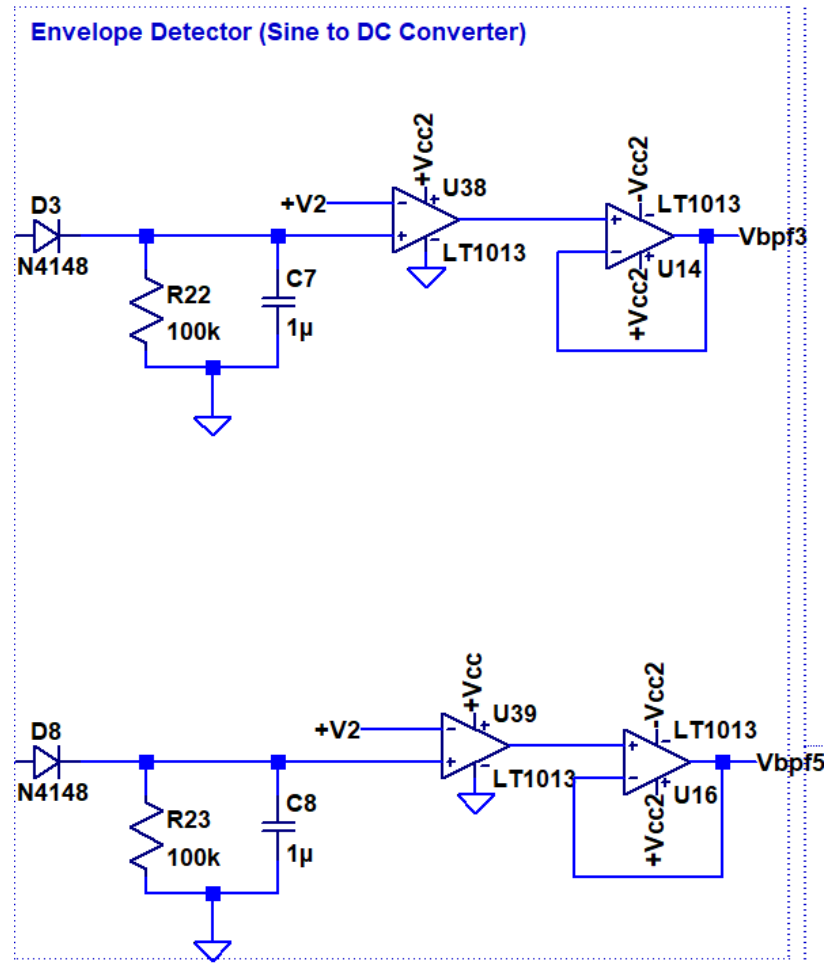 Envelope Detector (Sine to DC Converter)
+Vcc2
-Vcc2
D3
+V2
U38
LT1013
Vbpf3
N4148
LT1013
U14
R22
C7
100k
1µ
+Vcc2
+Vcc
-Vcc2
D8
+V2
U39
LT1013
Vbpf5
N4148
LT1013
U16
R23
C8
100k
1µ
+Vcc2